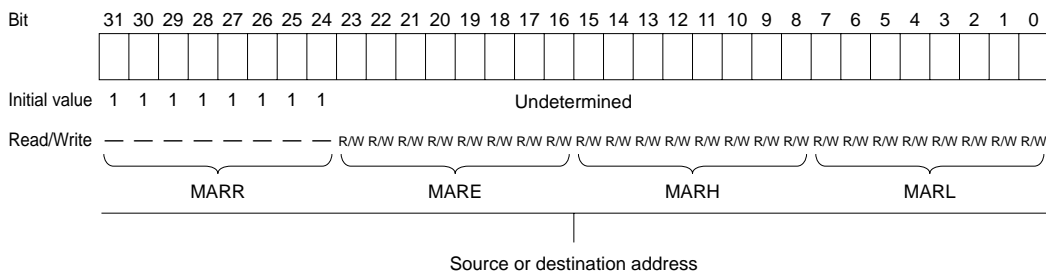 Bit 31 30 29 28 27 26 25 24 23 22 21 20 19 18 17 16 15 14 13 12 11 10 9 8 7 6 5 4 3 2 1 0
Initial value 1 1 1 1 1 1 1 1 Undetermined
Read/Write — — — — — — — — R/W R/W R/W R/W R/W R/W R/W R/W R/W R/W R/W R/W R/W R/W R/W R/W R/W R/W R/W R/W R/W R/W R/W R/W
MARR MARE MARH MARL
Source or destination address